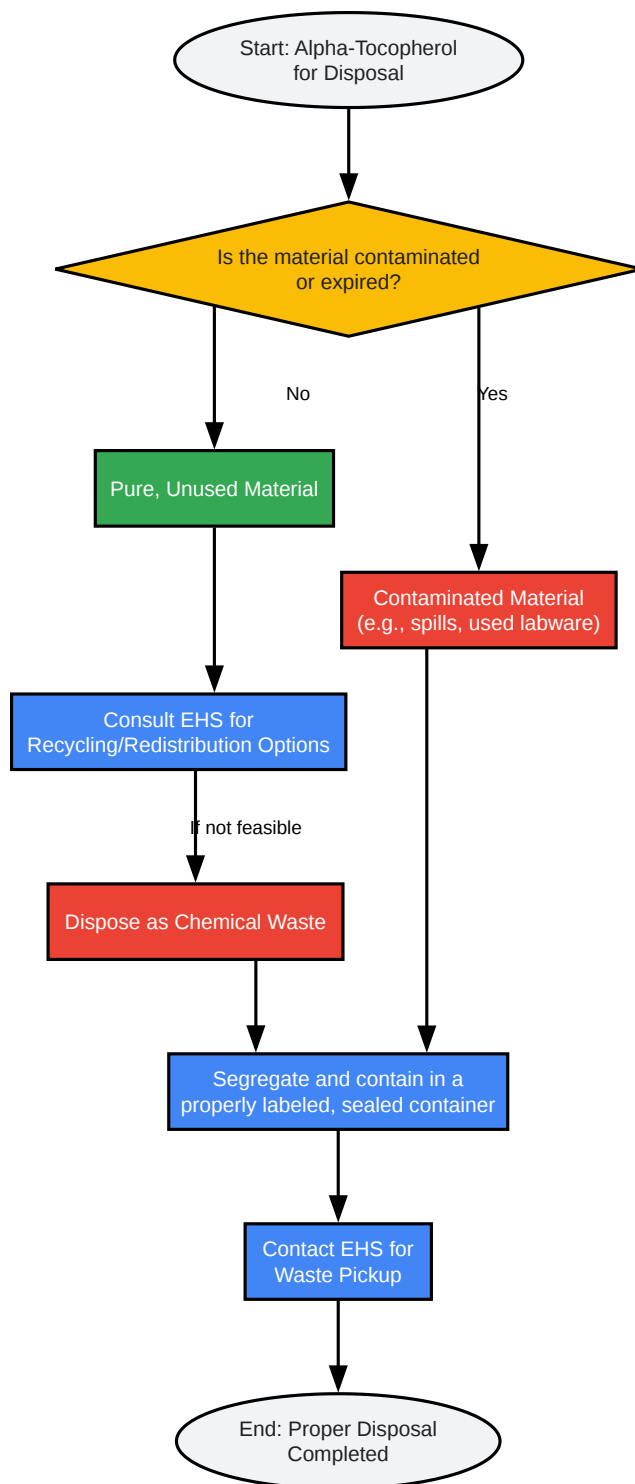 Start: Alpha-Tocopherol
for Disposal
Is the material contaminated
or expired?
No
Yes
Pure, Unused Material
Contaminated Material
(e.g., spills, used labware)
Consult EHS for
Recycling/Redistribution Options
If not feasible
Dispose as Chemical Waste
Segregate and contain in a
properly labeled, sealed container
Contact EHS for
Waste Pickup
End: Proper Disposal
Completed